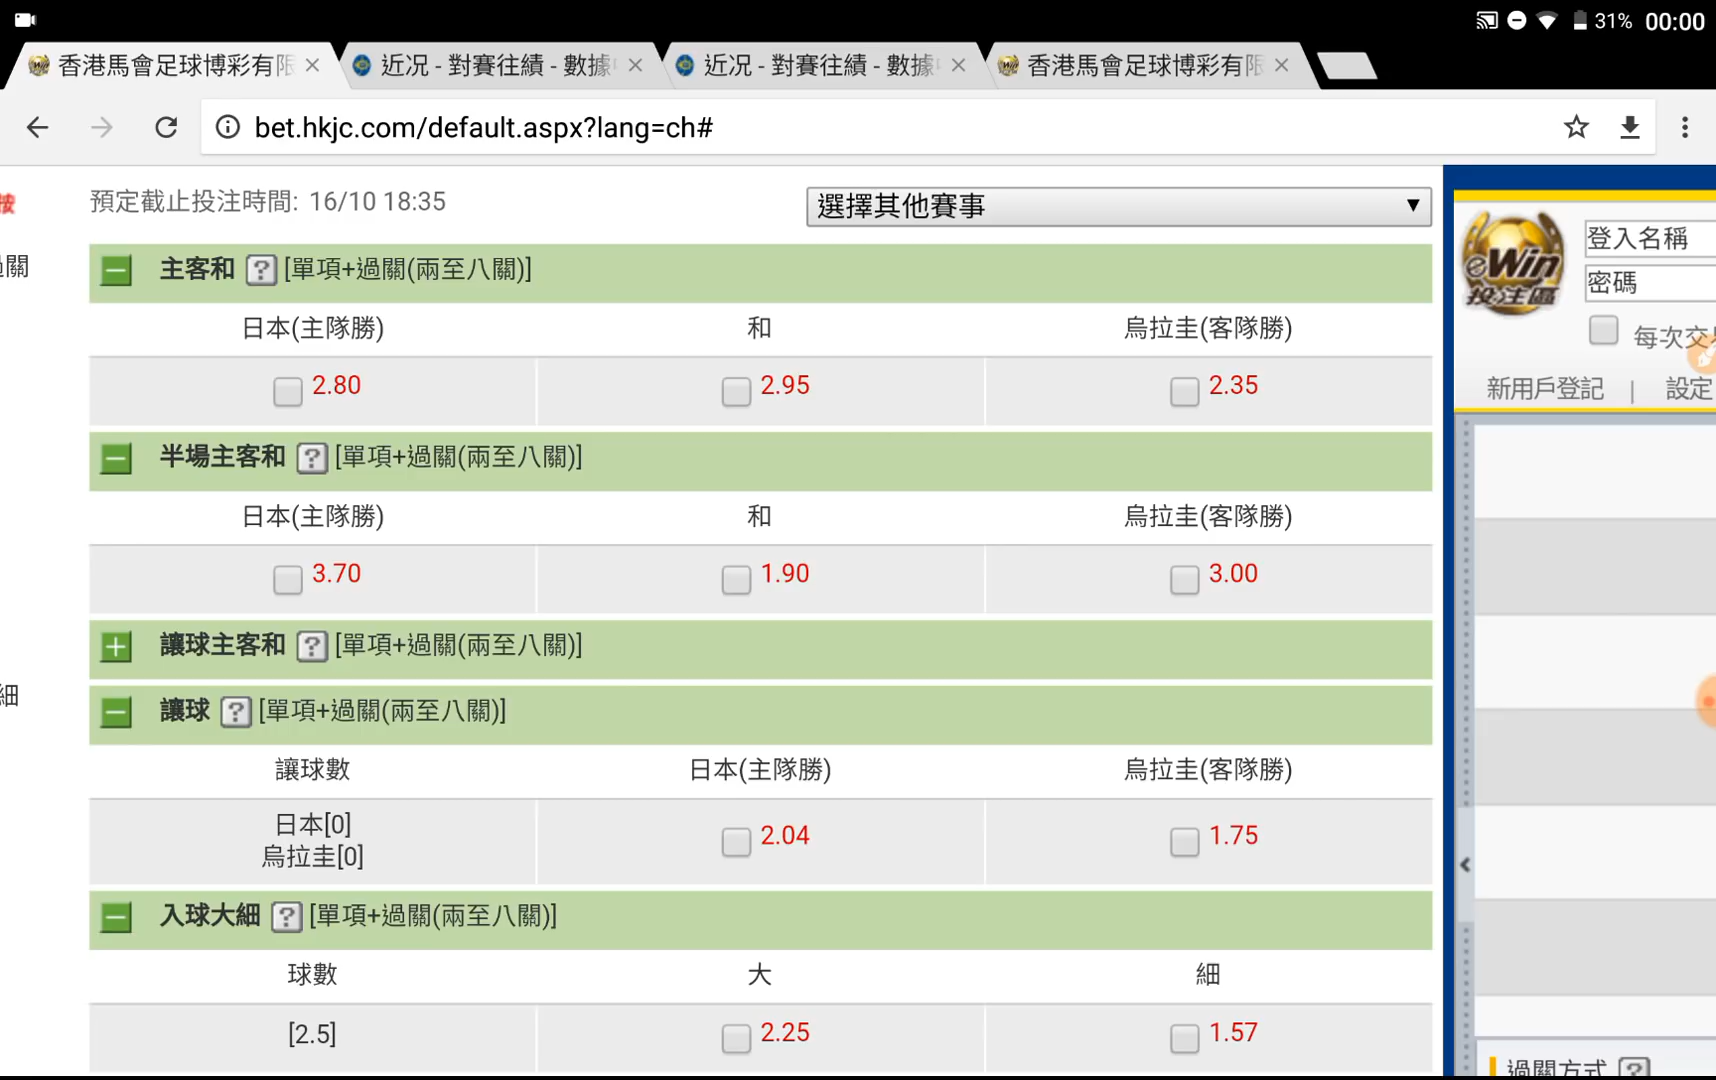 31% 00:00
香港馬會足球博彩有限
近況 - 對賽往績 - 數據
近況 - 對賽往績 - 數據
香港馬會足球博彩有限
bet.hkjc.com/default.aspx?lang=ch#
按
預定截止投注時間: 16/10 18:35
選擇其他賽事
過關
主客和 ? [單項+過關(兩至八關)]
日本(主隊勝) 和 烏拉圭(客隊勝)
2.80 2.95 2.35
半場主客和 ? [單項+過關(兩至八關)]
日本(主隊勝) 和 烏拉圭(客隊勝)
3.70 1.90 3.00
讓球主客和 ? [單項+過關(兩至八關)]
細
讓球 ? [單項+過關(兩至八關)]
讓球數 日本(主隊勝) 烏拉圭(客隊勝)
日本[0]
烏拉圭[0]
2.04 1.75
入球大細 ? [單項+過關(兩至八關)]
球數 大 細
[2.5] 2.25 1.57
eWin
投注區
登入名稱
密碼
每次交
新用戶登記 | 設定
過關方式 ?